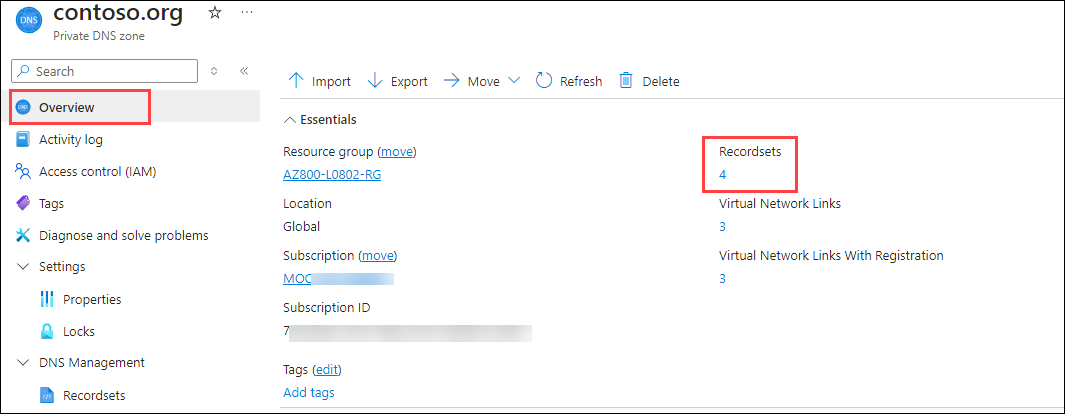 DNS
contoso.org
Private DNS zone
Search
Import
Export
Move
Refresh
Delete
DNS
Overview
Activity log
Access control (IAM)
Tags
Diagnose and solve problems
Settings
Properties
Locks
DNS Management
Recordsets
Essentials
Resource group (move)
AZ800-L0802-RG
Location
Global
Subscription (move)
MOC
Subscription ID
7
Tags (edit)
Add tags
Recordsets
4
Virtual Network Links
3
Virtual Network Links With Registration
3